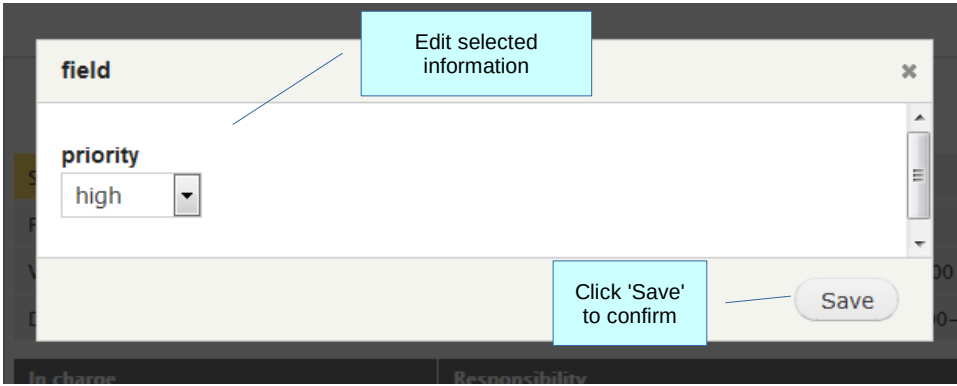 Edit selected
information
field
priority
high
Click 'Save'
to confirm
Save
In charge
Responsibility